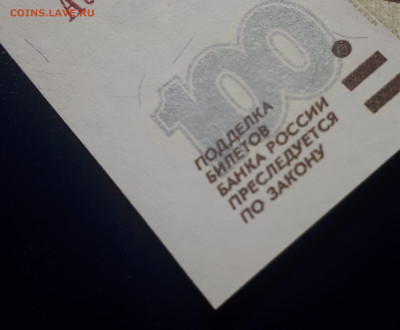 COINS.LAVE.RU
100
ПОДДЕЛКА
БИЛЕТОВ
БАНКА РОССИИ
ПРЕСЛЕДУЕТСЯ
ПО ЗАКОНУ